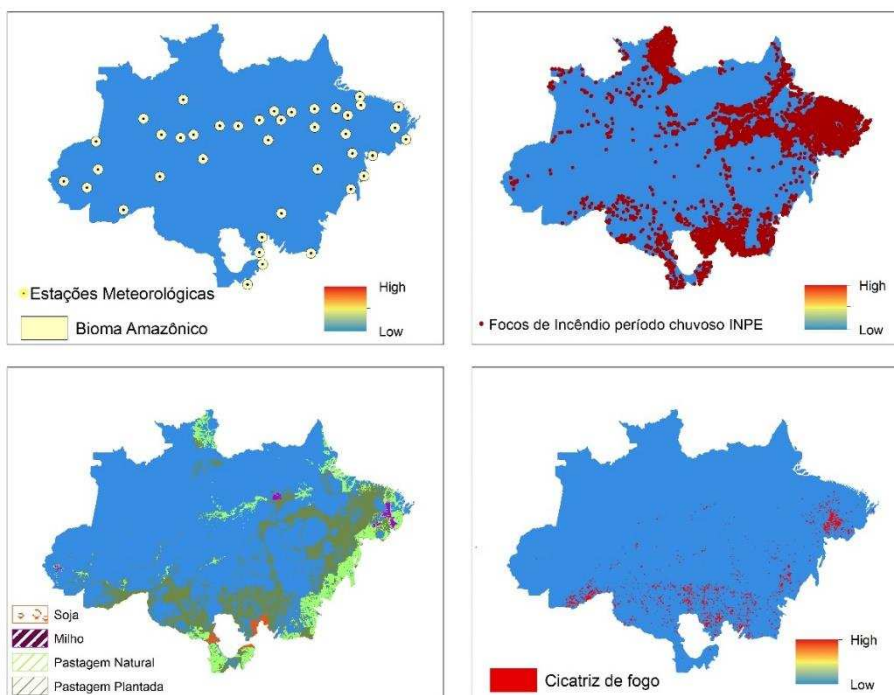 Estações Meteorológicas
Bioma Amazônico
High
Low
Focos de Incêndio período chuvoso INPE
High
Low
Soja
Milho
Pastagem Natural
Pastagem Plantada
Cicatriz de fogo
High
Low